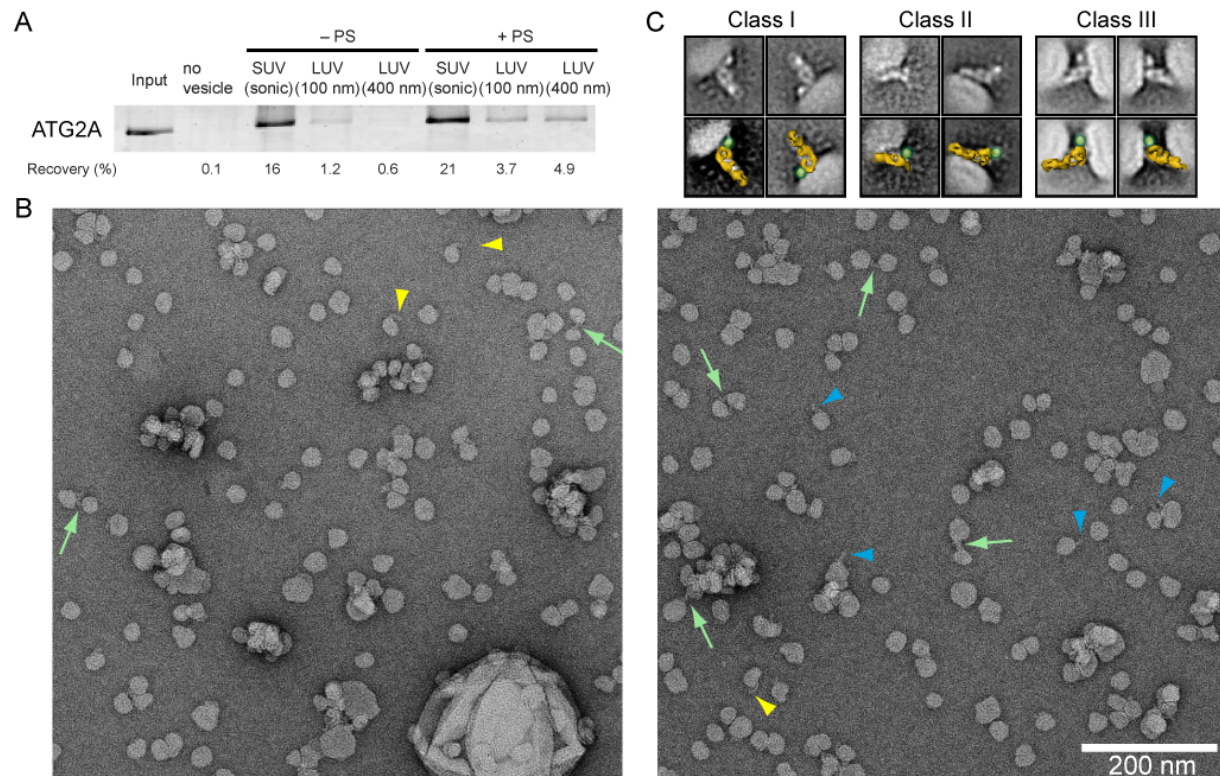 A
– PS
+ PS
Input
no vesicle
SUV (sonic)
LUV (100 nm)
LUV (400 nm)
SUV (sonic)
LUV (100 nm)
LUV (400 nm)
ATG2A
Recovery (%)
0.1
16
1.2
0.6
21
3.7
4.9
C
Class I
Class II
Class III
B
200 nm